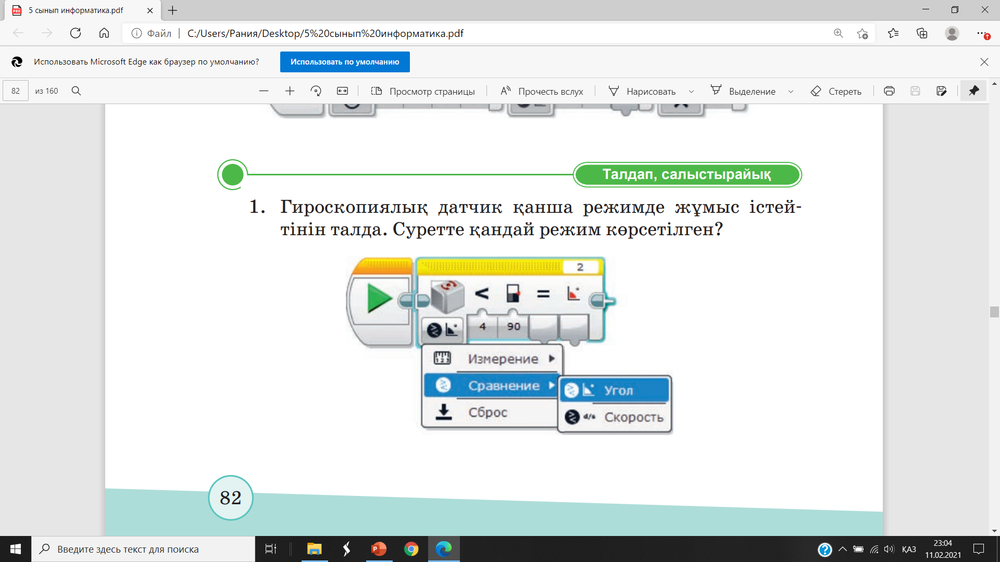 5 сынып информатика.pdf
Файл
C:/Users/Рания/Desktop/5%20сынып%20информатика.pdf
Использовать Microsoft Edge как браузер по умолчанию?
Использовать по умолчанию
82
из 160
Просмотр страницы
Прочесть вслух
Нарисовать
Выделение
Стереть
Талдап, салыстырайық
1. Гироскопиялық датчик қанша режимде жұмыс істей-
тінін талда. Суретте қандай режим көрсетілген?
2
< =
4 90
Измерение
Сравнение
Сброс
Угол
d/s Скорость
82
Введите здесь текст для поиска
ҚАЗ
23:04
11.02.2021